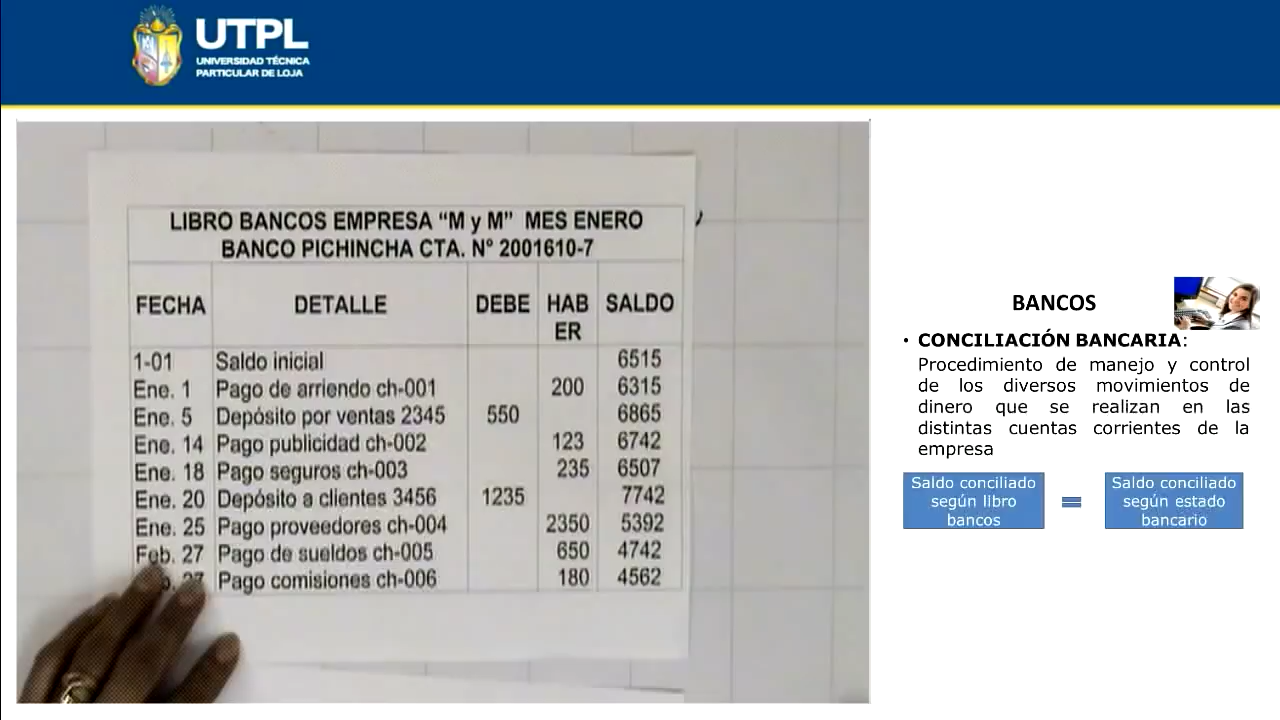 UTPL
UNIVERSIDAD TÉCNICA
PARTICULAR DE LOJA
LIBRO BANCOS EMPRESA “M y M” MES ENERO
BANCO PICHINCHA CTA. N° 2001610-7
FECHA DETALLE DEBE HAB SALDO
ER
1-01 Saldo inicial 6515
Ene. 1 Pago de arriendo ch-001 200 6315
Ene. 5 Depósito por ventas 2345 550 6865
Ene. 14 Pago publicidad ch-002 123 6742
Ene. 18 Pago seguros ch-003 235 6507
Ene. 20 Depósito a clientes 3456 1235 7742
Ene. 25 Pago proveedores ch-004 2350 5392
Feb. 27 Pago de sueldos ch-005 650 4742
27 Pago comisiones ch-006 180 4562
BANCOS
• CONCILIACIÓN BANCARIA:
Procedimiento de manejo y control
de los diversos movimientos de
dinero que se realizan en las
distintas cuentas corrientes de la
empresa
Saldo conciliado
según libro
bancos
=
Saldo conciliado
según estado
bancario